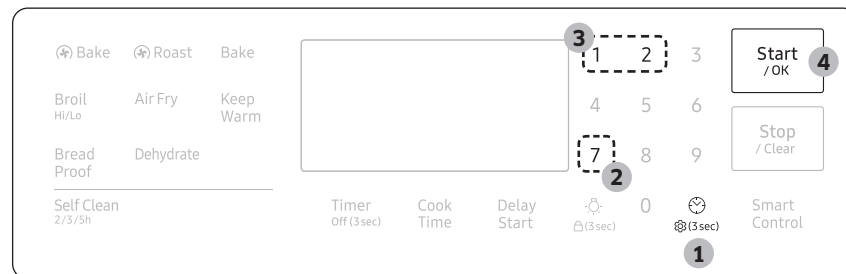 Bake Roast Bake
3
1 2 3
Start
/ OK
4
Broil
Hi/Lo
Air Fry
Keep
Warm
4 5 6
Stop
/ Clear
Bread
Proof
Dehydrate
7 8 9
2
Self Clean
2/3/5h
Timer
Off (3 sec)
Cook
Time
Delay
Start
(3 sec)
0
(3 sec)
1
Smart
Control